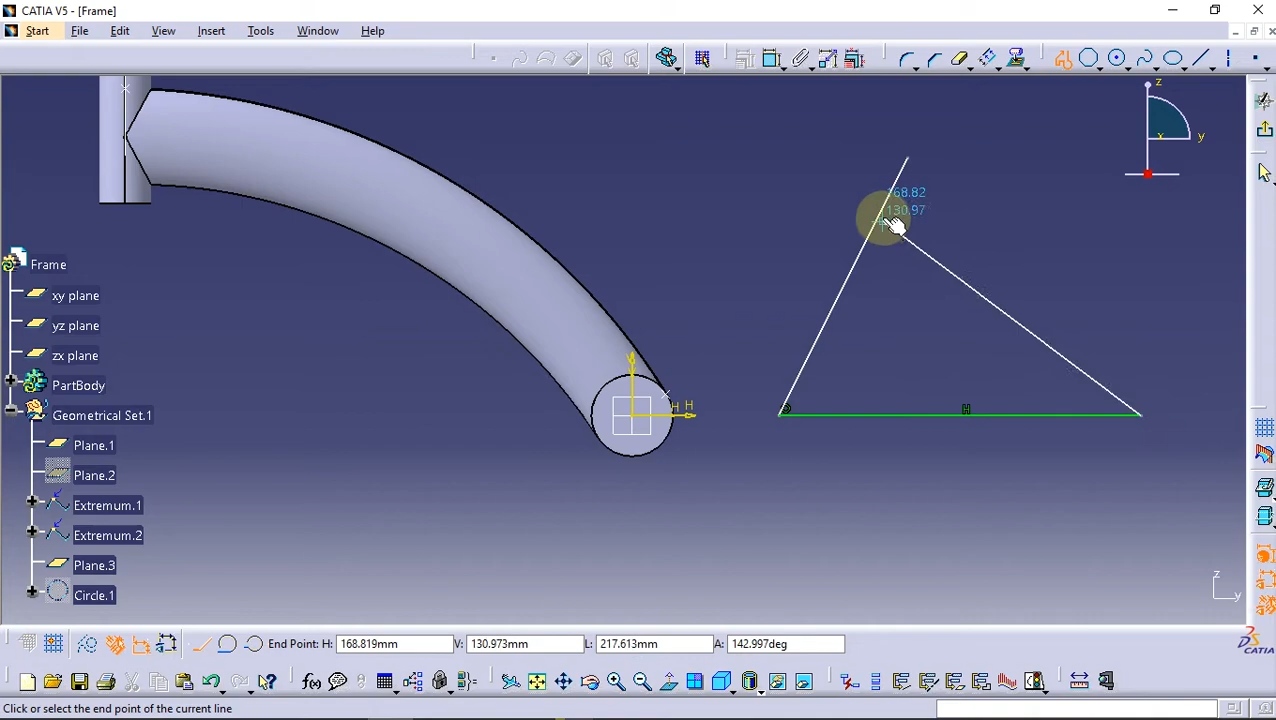 CATIA V5 - [Frame]
Start File Edit View Insert Tools Window Help
z
x
y
168.82
130.97
Frame
xy plane
yz plane
zx plane
PartBody
Geometrical Set.1
Plane.1
Plane.2
Extremum.1
Extremum.2
Plane.3
Circle.1
V
H H
H
z
y
End Point: H: 168.819mm V: 130.973mm L: 217.613mm A: 142.997deg
f(x)
CATIA
Click or select the end point of the current line